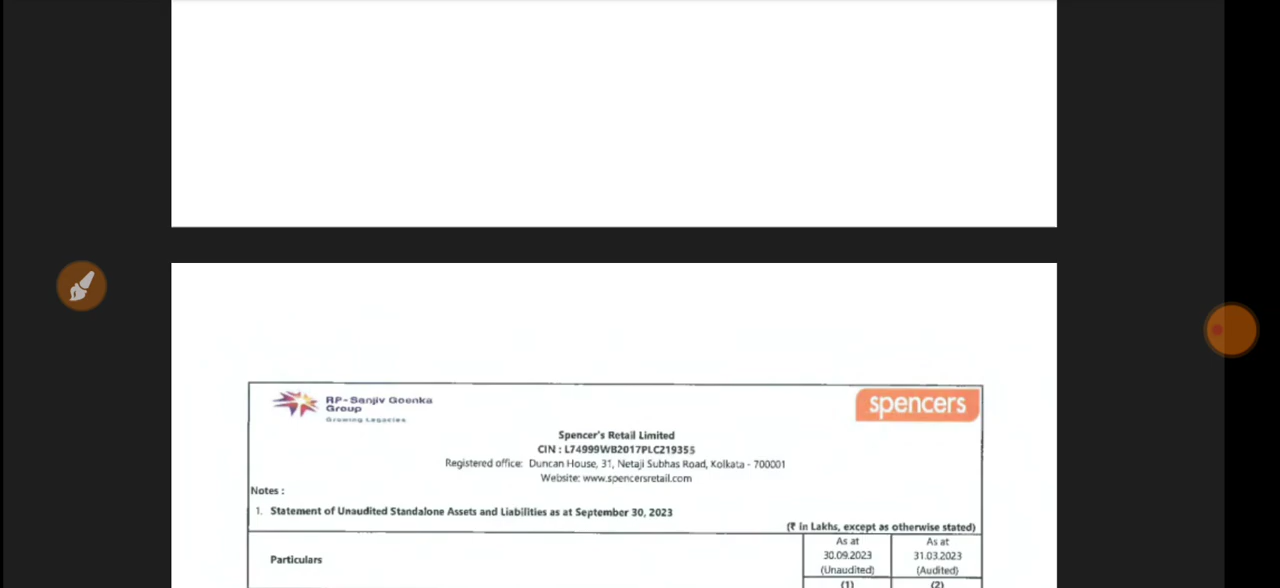 RP-Sanjiv Goenka
Group
Growing Legacies
spencers
Spencer's Retail Limited
CIN : L74999WB2017PLC219355
Registered office: Duncan House, 31, Netaji Subhas Road, Kolkata - 700001
Website: www.spencersretail.com
Notes :
1. Statement of Unaudited Standalone Assets and Liabilities as at September 30, 2023
(₹ in Lakhs, except as otherwise stated)
Particulars
As at
30.09.2023
(Unaudited)
(1)
As at
31.03.2023
(Audited)
(2)